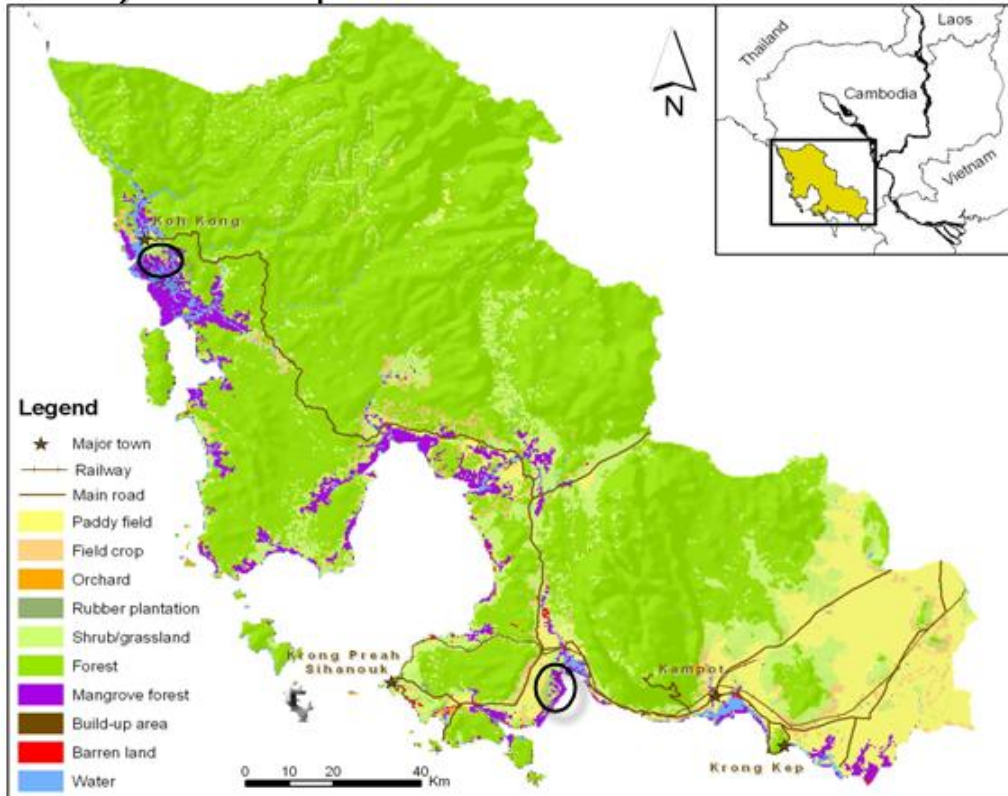 N
Laos
Thailand
Cambodia
Vietnam
Koh Kong
Legend
Major town
Railway
Main road
Paddy field
Field crop
Orchard
Rubber plantation
Shrub/grassland
Forest
Mangrove forest
Build-up area
Barren land
Water
Krong Preah
Sihanouk
Kampot
Krong Kep
0 10 20 40
Km